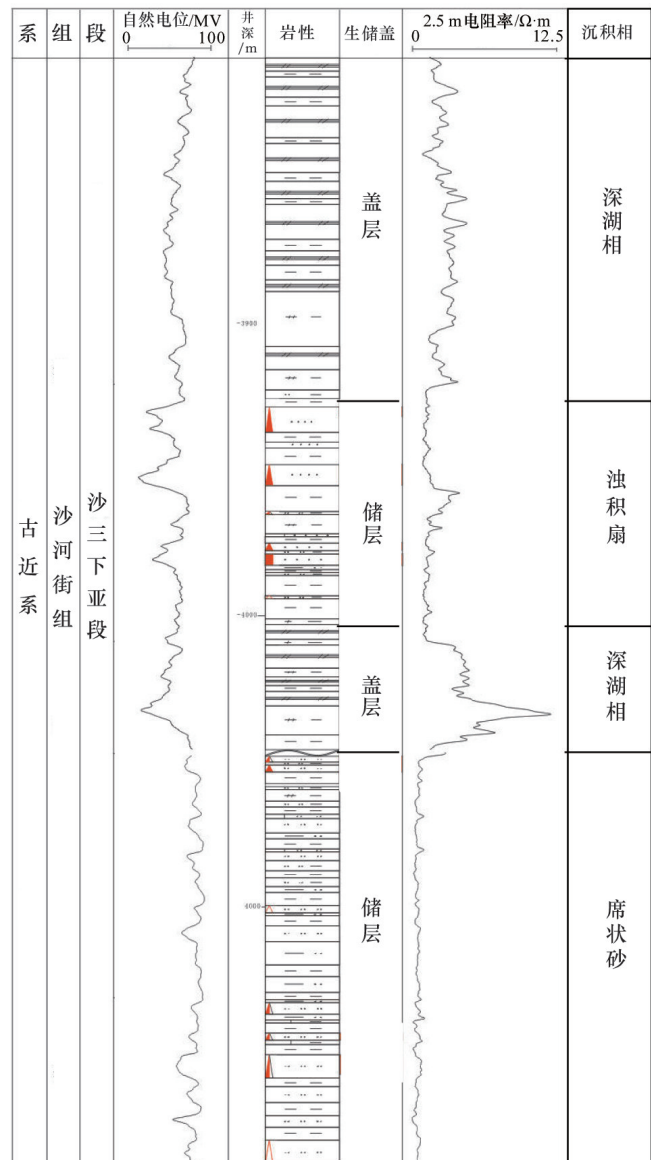 系
组
段
自然电位/MV
0 100
井深/m
岩性
生储盖
2.5 m电阻率/Ω·m
0 12.5
沉积相
盖层
深湖相
-3900
储层
浊积扇
古近系
沙河街组
沙三下亚段
-4000
盖层
深湖相
4000
储层
席状砂